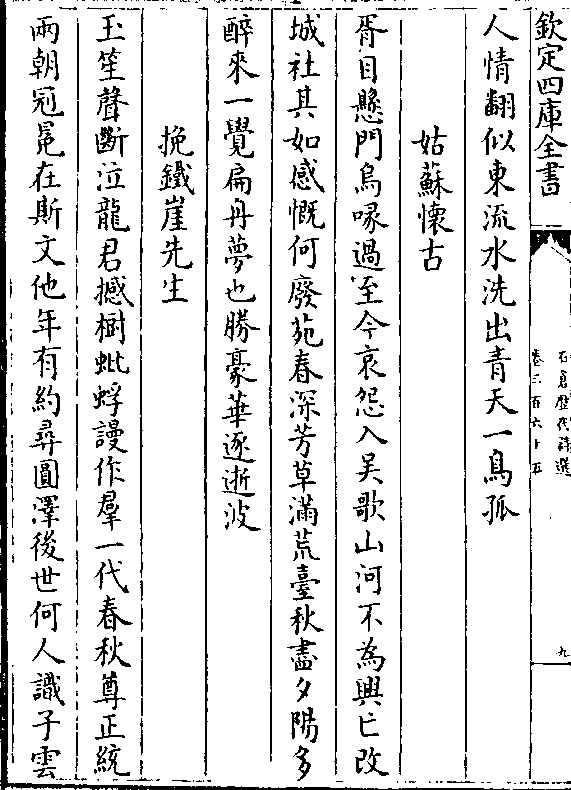 欽定四庫全書
石倉歷代詩選
卷三百六十五
九
人情翻似東流水洗出青天一鳥孤
姑蘇懷古
胥目懸門烏喙過至今哀怨入吴歌山河不為興亡改
城社其如感慨何廢苑春深芳草滿荒臺秋盡夕陽多
醉來一覺扁舟夢也勝豪華逐逝波
挽鐵崖先生
玉笙聲斷泣龍君撼樹蚍蜉謾作羣一代春秋尊正統
兩朝冠冕在斯文他年有約尋圓澤後世何人識子雲